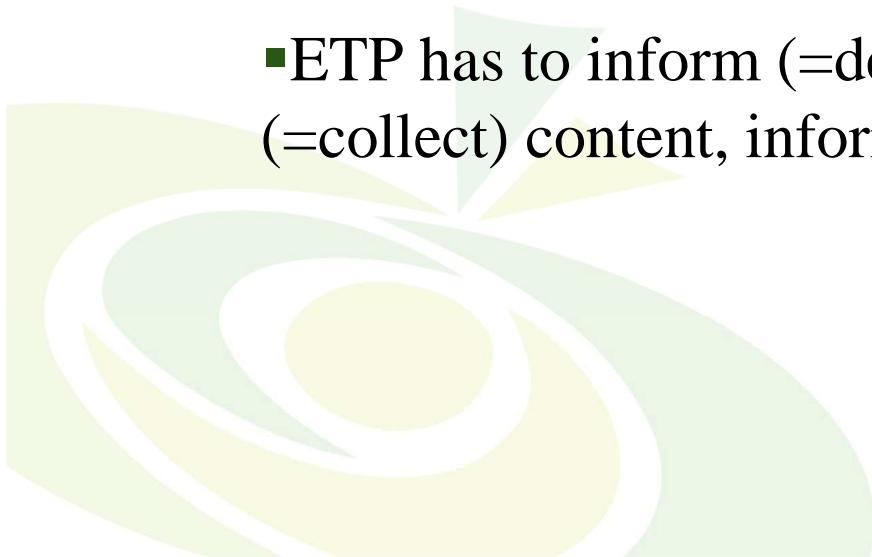 ▪ETP has to inform (=d
(=collect) content, infor